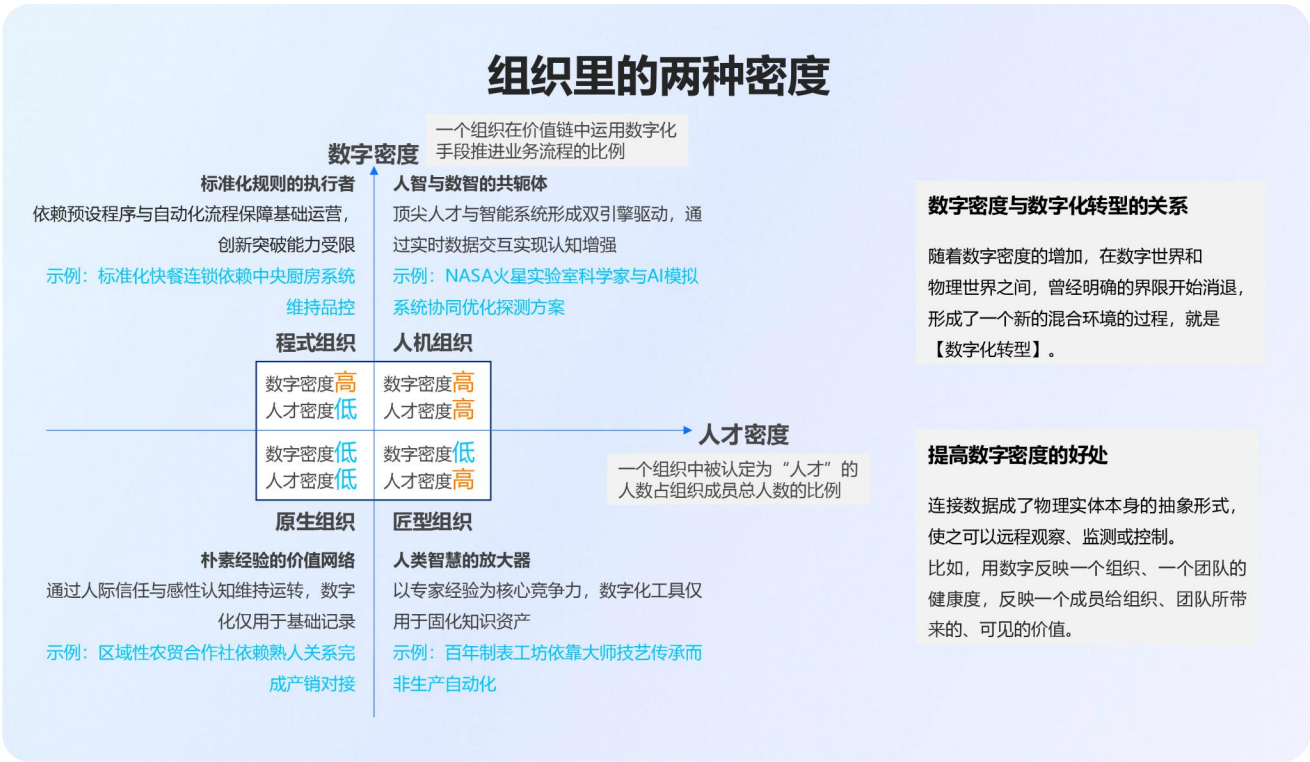 组织里的两种密度
数字密度
一个组织在价值链中运用数字化
手段推进业务流程的比例
标准化规则的执行者
依赖预设程序与自动化流程保障基础运营，
创新突破能力受限
示例：标准化快餐连锁依赖中央厨房系统
维持品控
程式组织
人智与数智的共轭体
顶尖人才与智能系统形成双引擎驱动，通
过实时数据交互实现认知增强
示例：NASA火星实验室科学家与AI模拟
系统协同优化探测方案
人机组织
数字密度高
人才密度低
数字密度高
人才密度高
数字密度低
人才密度低
数字密度低
人才密度高
人才密度
一个组织中被认定为“人才”的
人数占组织成员总人数的比例
原生组织
朴素经验的价值网络
通过人际信任与感性认知维持运转，数字
化仅用于基础记录
示例：区域性农贸合作社依赖熟人关系完
成产销对接
匠型组织
人类智慧的放大器
以专家经验为核心竞争力，数字化工具仅
用于固化知识资产
示例：百年制表工坊依靠大师技艺传承而
非生产自动化
数字密度与数字化转型的关系
随着数字密度的增加，在数字世界和
物理世界之间，曾经明确的界限开始消退，
形成了一个新的混合环境的过程，就是
【数字化转型】。
提高数字密度的好处
连接数据成了物理实体本身的抽象形式，
使之可以远程观察、监测或控制。
比如，用数字反映一个组织、一个团队的
健康度，反映一个成员给组织、团队所带
来的、可见的价值。